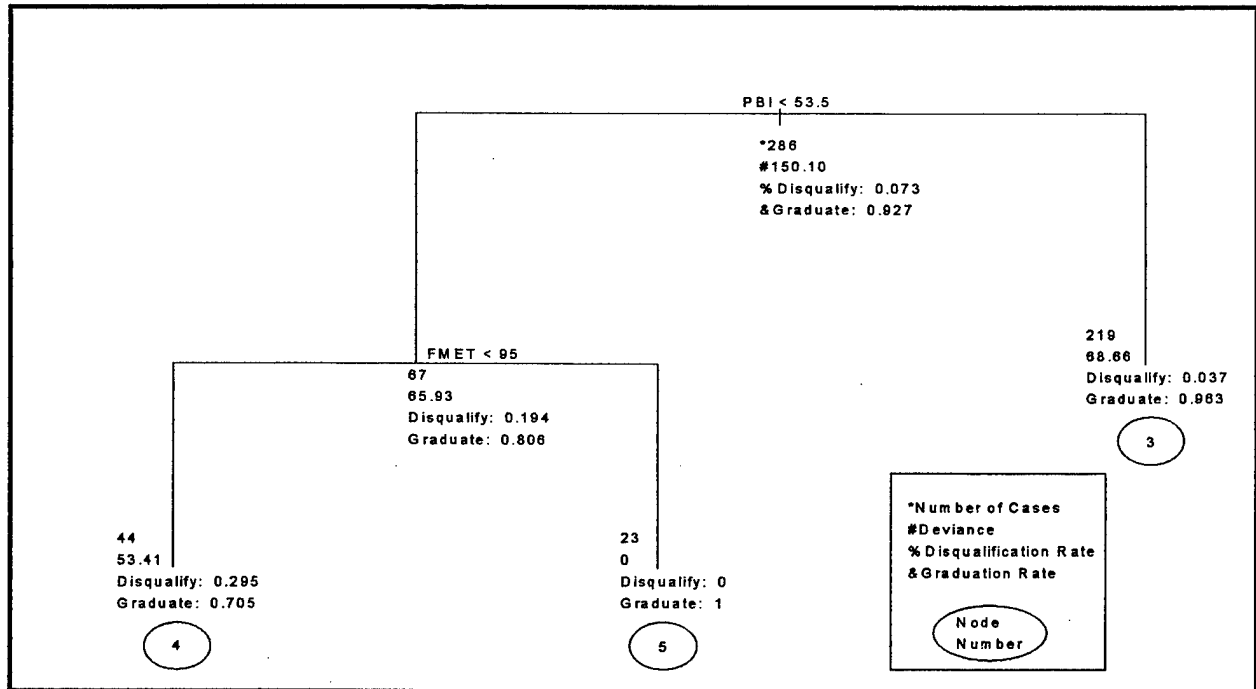 PBI < 53.5
*286
#150.10
% Disqualify: 0.073
&Graduate: 0.927
219
68.66
Disqualify: 0.037
Graduate: 0.963
3
FMET < 95
67
65.93
Disqualify: 0.194
Graduate: 0.806
44
53.41
Disqualify: 0.295
Graduate: 0.705
4
23
0
Disqualify: 0
Graduate: 1
5
*Number of Cases
#Deviance
% Disqualification Rate
&Graduation Rate
Node
Number